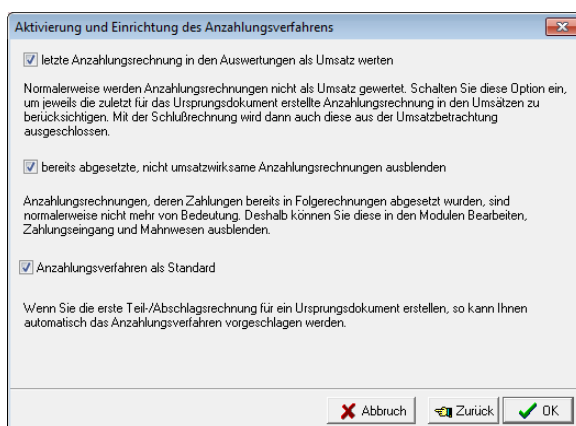 Aktivierung und Einrichtung des Anzahlungsverfahrens
letzte Anzahlungsrechnung in den Auswertungen als Umsatz werten
Normalerweise werden Anzahlungsrechnungen nicht als Umsatz gewertet. Schalten Sie diese Option ein,
um jeweils die zuletzt für das Ursprungsdokument erstellte Anzahlungsrechnung in den Umsätzen zu
berücksichtigen. Mit der Schlußrechnung wird dann auch diese aus der Umsatzbetrachtung
ausgeschlossen.
bereits abgesetzte, nicht umsatzwirksame Anzahlungsrechnungen ausblenden
Anzahlungsrechnungen, deren Zahlungen bereits in Folgerechnungen abgesetzt wurden, sind
normalerweise nicht mehr von Bedeutung. Deshalb können Sie diese in den Modulen Bearbeiten,
Zahlungseingang und Mahnwesen ausblenden.
Anzahlungsverfahren als Standard
Wenn Sie die erste Teil-/Abschlagsrechnung für ein Ursprungsdokument erstellen, so kann Ihnen
automatisch das Anzahlungsverfahren vorgeschlagen werden.
Abbruch Zurück OK